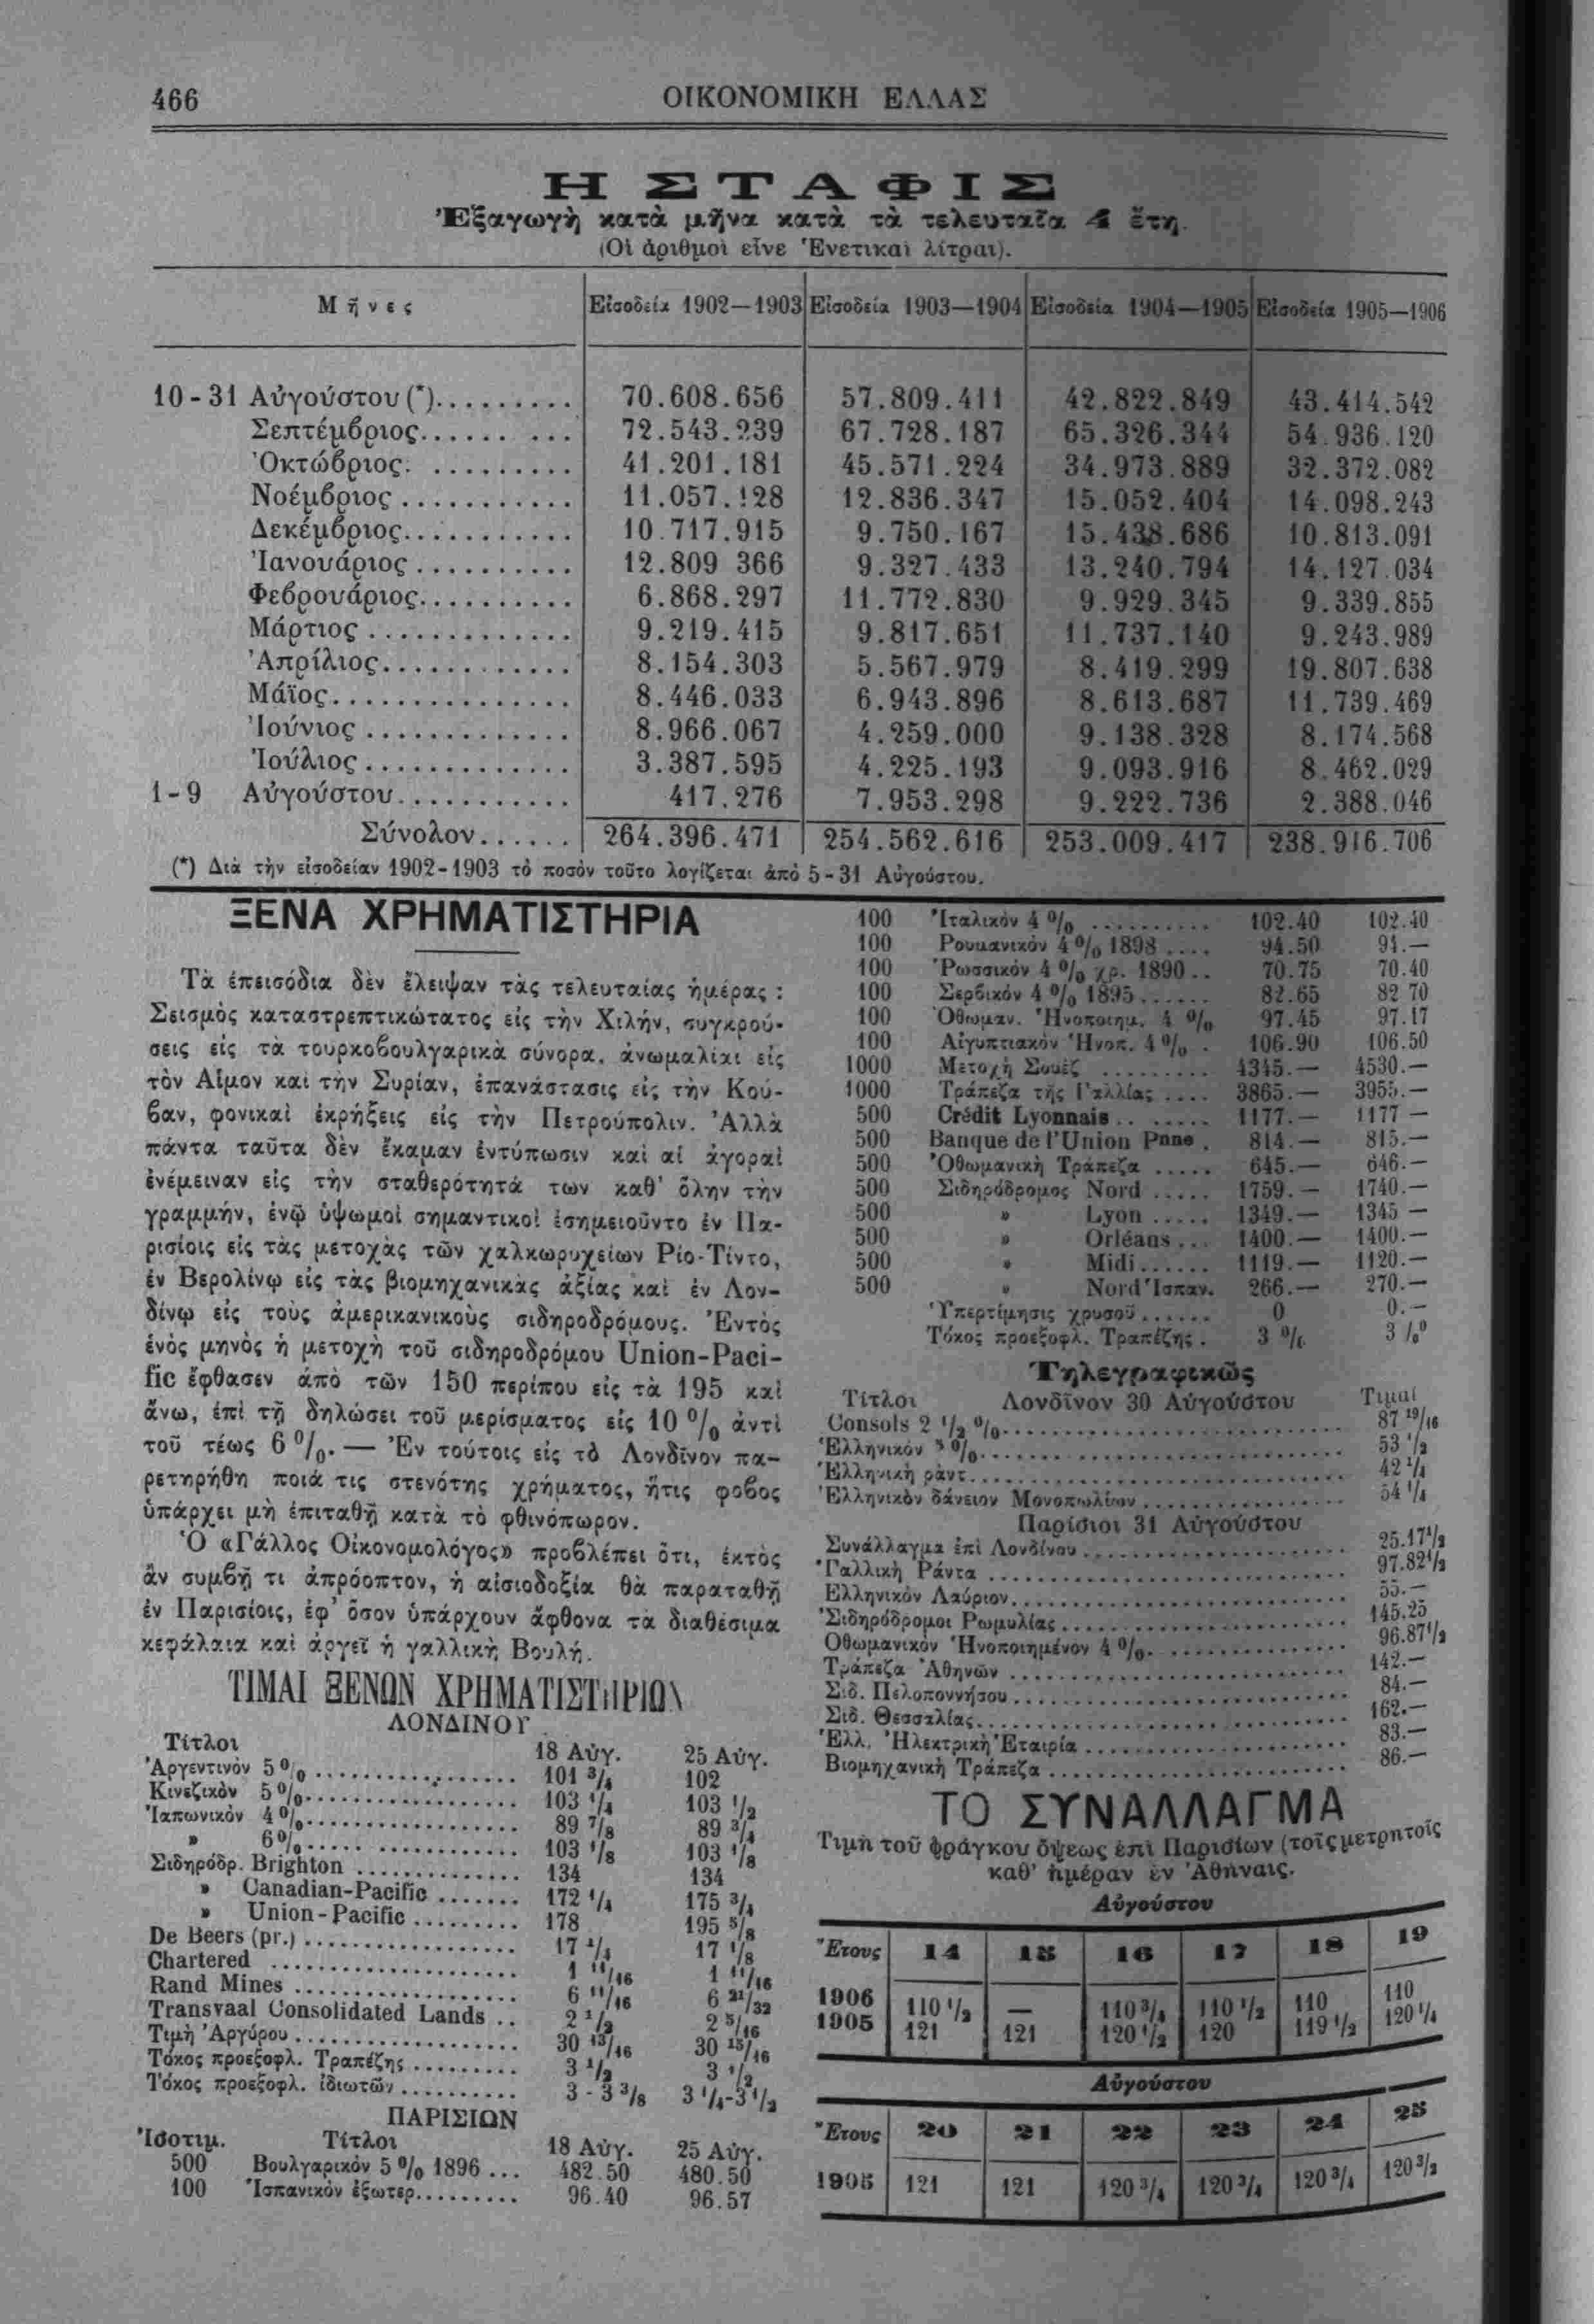 466 ΟΙΚΟΝΟΜΙΚΗ ΕΛΛΑΣ
Η ΣΤΑΦΙΣ
Ἐξαγωγὴ κατὰ μῆνα κατὰ τὰ τελευταῖα 4 ἔτη.
(Οἱ ἀριθμοὶ εἶνε Ἑνετικαὶ λίτραι).
Μῆνες Εἰσοδεία 1902—1903 Εἰσοδεία 1903—1904 Εἰσοδεία 1904—1905 Εἰσοδεία 1905—1906
10-31 Αὐγούστου (*)......... 70.608.656 57.809.411 42.822.849 43.414.542
Σεπτέμβριος...... ... 72.543.239 67.728.187 65.326.344 54.936.120
Ὀκτώβριος. ......... 41.201.181 45.571.224 34.973.889 32.372.082
Νοέμβριος ........... 11.057.128 12.836.347 15.052.404 14.098.243
Δεκέμβριος........... 10.717.915 9.750.167 15.438.686 10.813.091
Ἰανουάριος .......... 12.809 366 9.327.433 13.240.794 14.127.034
Φεβρουάριος.......... 6.868.297 11.772.830 9.929.345 9.339.855
Μάρτιος ............. 9.219.415 9.817.651 11.737.140 9.243.989
Ἀπρίλιος............ 8.154.303 5.567.979 8.419.299 19.807.638
Μάϊος............... 8.446.033 6.943.896 8.613.687 11.739.469
Ἰούνιος ............. 8.966.067 4.259.000 9.138.328 8.174.568
Ἰούλιος ............. 3.387.595 4.225.193 9.093.916 8.462.029
1-9 Αὐγούστου........... 417.276 7.953.298 9.222.736 2.388.046
Σύνολον...... 264.396.471 254.562.616 253.009.417 238.916.706
(*) Διὰ τὴν εἰσοδείαν 1902-1903 τὸ ποσὸν τοῦτο λογίζεται ἀπὸ 5-31 Αὐγούστου.
ΞΕΝΑ ΧΡΗΜΑΤΙΣΤΗΡΙΑ
Τὰ ἐπεισόδια δὲν ἔλειψαν τὰς τελευταίας ἡμέρας :
Σεισμὸς καταστρεπτικώτατος εἰς τὴν Χιλήν, συγκρού-
σεις εἰς τὰ τουρκοβουλγαρικὰ σύνορα, ἀνωμαλίαι εἰς
τὸν Αἷμον καὶ τὴν Συρίαν, ἐπανάστασις εἰς τὴν Κού-
βαν, φονικαὶ ἐκρήξεις εἰς τὴν Πετρούπολιν. Ἀλλὰ
πάντα ταῦτα δὲν ἔκαμαν ἐντύπωσιν καὶ αἱ ἀγοραὶ
ἐνέμειναν εἰς τὴν σταθερότητά των καθ' ὅλην τὴν
γραμμήν, ἐνῷ ὑψωμοὶ σημαντικοὶ ἐσημειοῦντο ἐν Πα-
ρισίοις εἰς τὰς μετοχὰς τῶν χαλκωρυχείων Ρίο-Τίντο,
ἐν Βερολίνῳ εἰς τὰς βιομηχανικὰς ἀξίας καὶ ἐν Λον-
δίνῳ εἰς τοὺς ἀμερικανικοὺς σιδηροδρόμους. Ἐντὸς
ἑνὸς μηνὸς ἡ μετοχὴ τοῦ σιδηροδρόμου Union-Paci-
fic ἔφθασεν ἀπὸ τῶν 150 περίπου εἰς τὰ 195 καὶ
ἄνω, ἐπὶ τῇ δηλώσει τοῦ μερίσματος εἰς 10 % ἀντὶ
τοῦ τέως 6 %. — Ἐν τούτοις εἰς τὸ Λονδῖνον πα-
ρετηρήθη ποιά τις στενότης χρήματος, ἥτις φοβος
ὑπάρχει μὴ ἐπιταθῇ κατὰ τὸ φθινόπωρον.
Ὁ «Γάλλος Οἰκονομολόγος» προβλέπει ὅτι, ἐκτὸς
ἂν συμβῇ τι ἀπρόοπτον, ἡ αἰσιοδοξία θὰ παραταθῇ
ἐν Παρισίοις, ἐφ' ὅσον ὑπάρχουν ἄφθονα τὰ διαθέσιμα
κεφάλαια καὶ ἀργεῖ ἡ γαλλικὴ Βουλή.
ΤΙΜΑΙ ΞΕΝΩΝ ΧΡΗΜΑΤΙΣΤΗΡΙΩΝ
ΛΟΝΔΙΝΟΥ
Τίτλοι 18 Αὐγ. 25 Αὐγ.
Ἀργεντινὸν 5 % ................ 101 3/4 102
Κινεζικὸν 5 %................. 103 1/4 103 1/2
Ἰαπωνικὸν 4 %................. 89 7/8 89 3/4
» 6 %..... ............ 103 1/8 103 1/8
Σιδηρόδρ. Brighton ............. 134 134
» Canadian-Pacific ....... 172 1/4 175 3/4
» Union-Pacific ......... 178 195 5/8
De Beers (pr.) .................. 17 1/4 17 1/8
Chartered ..................... 1 11/16 1 11/16
Rand Mines ................... 6 11/16 6 21/32
Transvaal Consolidated Lands .. 2 1/2 2 5/16
Τιμὴ Ἀργύρου .................. 30 13/16 30 15/16
Τόκος προεξοφλ. Τραπέζης ......... 3 1/2 3 1/2
Τόκος προεξοφλ. ἰδιωτῶν .......... 3 - 3 3/8 3 1/4-3 1/2
ΠΑΡΙΣΙΩΝ
Ἰσοτιμ. Τίτλοι 18 Αὐγ. 25 Αὐγ.
500 Βουλγαρικόν 5 % 1896 ... 482.50 480.50
100 Ἱσπανικὸν ἐξωτερ......... 96.40 96.57
100 Ἰταλικόν 4 % .......... 102.40 102.40
100 Ρουμανικὸν 4 % 1898 .... 94.50 91.—
100 Ῥωσσικὸν 4 % χρ. 1890.. 70.75 70.40
100 Σερβικόν 4 % 1895 ...... 82.65 82 70
100 Ὀθωμαν. Ἡνοποιημ. 4 % 97.45 97.17
100 Αἰγυπτιακὸν Ἡνοπ. 4 % . 106.90 106.50
1000 Μετοχὴ Σουὲζ ......... 4345.— 4530.—
1000 Τράπεζα τῆς Γαλλίας .... 3865.— 3955.—
500 Crédit Lyonnais.. ...... 1177.— 1177 —
500 Banque de l'Union Pnne . 814.— 815.—
500 Ὀθωμανικὴ Τράπεζα ..... 645.— 646.—
500 Σιδηρόδρομος Nord ..... 1759.— 1740.—
500 » Lyon ..... 1349.— 1345 —
500 » Orléans... 1400.— 1400.—
500 » Midi...... 1119.— 1120.—
500 » Nord Ἱσπαν. 266.— 270.—
Ὑπερτίμησις χρυσοῦ ...... 0 0.—
Τόκος προεξοφλ. Τραπέζης . 3 % 3 %
Τηλεγραφικῶς
Τίτλοι Λονδῖνον 30 Αὐγούστου Τιμαί
Consols 2 1/2 %.............................. 87 19/16
Ἑλληνικόν 5 %................................ 53 1/2
Ἑλληνικὴ ρὰντ................................ 42 1/4
Ἑλληνικὸν δάνειον Μονοπωλίων ................. 54 1/4
Παρίσιοι 31 Αὐγούστου
Συνάλλαγμα ἐπὶ Λονδίνου ...................... 25.17 1/2
Γαλλικὴ Ράντα .............................. 97.82 1/2
Ἑλληνικὸν Λαύριον............................ 55.—
Σιδηρόδρομοι Ρωμυλίας ........................ 145.25
Ὀθωμανικὸν Ἡνοποιημένον 4 %................. 96.87 1/2
Τράπεζα Ἀθηνῶν ............................. 142.—
Σιδ. Πελοποννήσου ............................ 84.—
Σιδ. Θεσσαλίας............................... 162.—
Ἑλλ. Ἠλεκτρικὴ Ἑταιρία ...................... 83.—
Βιομηχανικὴ Τράπεζα ......................... 86.—
ΤΟ ΣΥΝΑΛΛΑΓΜΑ
Τιμὴ τοῦ φράγκου ὄψεως ἐπὶ Παρισίων (τοῖς μετρητοῖς
καθ' ἡμέραν ἐν Ἀθήναις.
Αὐγούστου
Ἔτους 14 15 16 17 18 19
1906 110 1/2 — 110 3/4 110 1/2 110 110
1905 121 121 120 1/2 120 119 1/2 120 1/4
Αὐγούστου
Ἔτους 20 21 22 23 24 25
1905 121 121 120 3/4 120 3/4 120 3/4 120 3/2